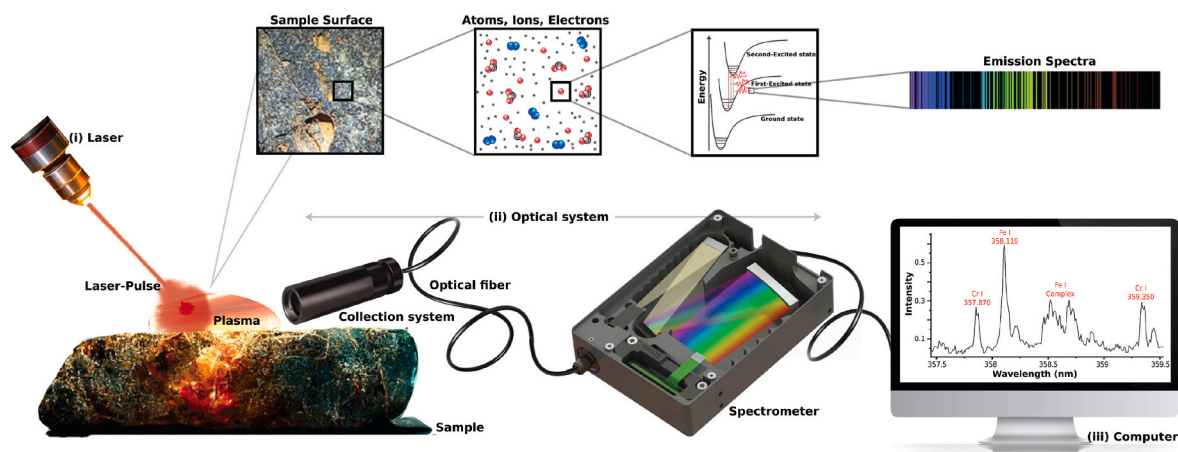 Sample Surface
Atoms, Ions, Electrons
Energy
Second-Excited state
First-Excited state
Ground state
Emission Spectra
(i) Laser
Laser-Pulse
Plasma
(ii) Optical system
Optical fiber
Collection system
Spectrometer
Sample
Intensity
0.5
0.3
0.1
Fe I
358.119
Cr I
357.870
Fe I
Complex
Cr I
359.350
357.5
358
358.5
359
359.5
Wavelength (nm)
(iii) Computer